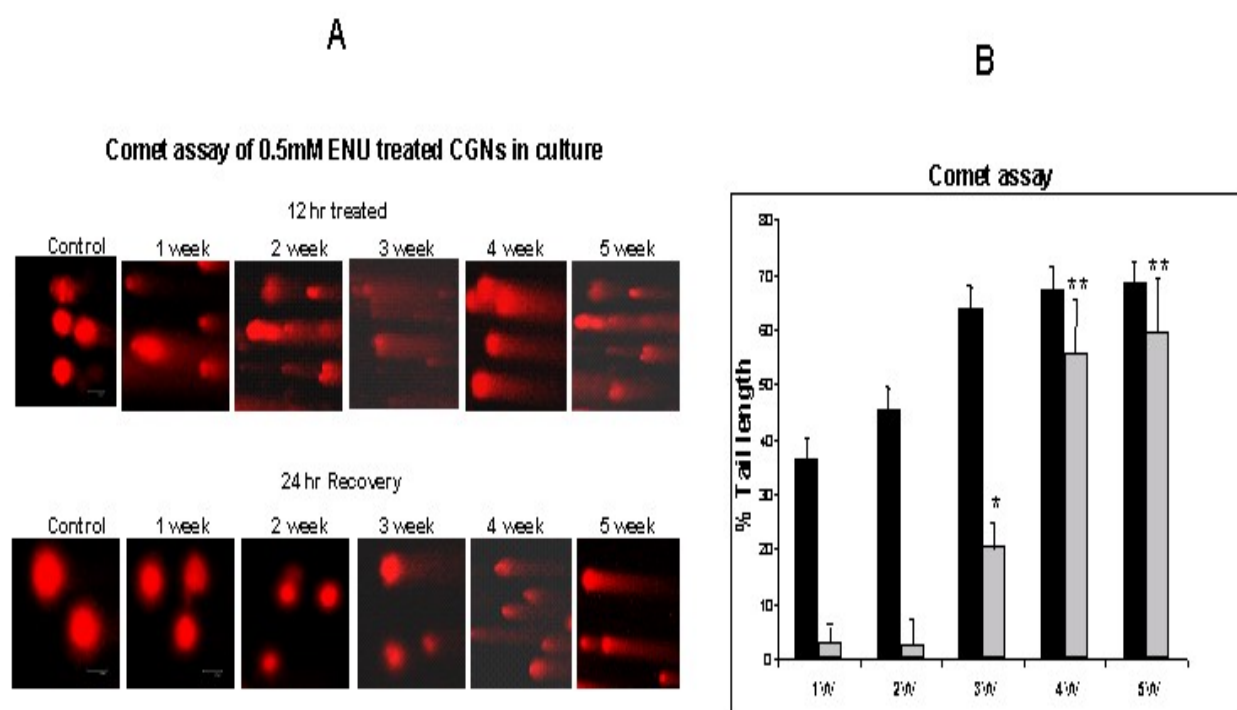 A
Comet assay of 0.5mM ENU treated CGNs in culture
12 hr treated
Control 1 week 2 week 3 week 4 week 5 week
24 hr Recovery
Control 1 week 2 week 3 week 4 week 5 week
B
Comet assay
% Tail length
80
70
60
50
40
30
20
10
0
*
**
**
1W 2W 3W 4W 5W